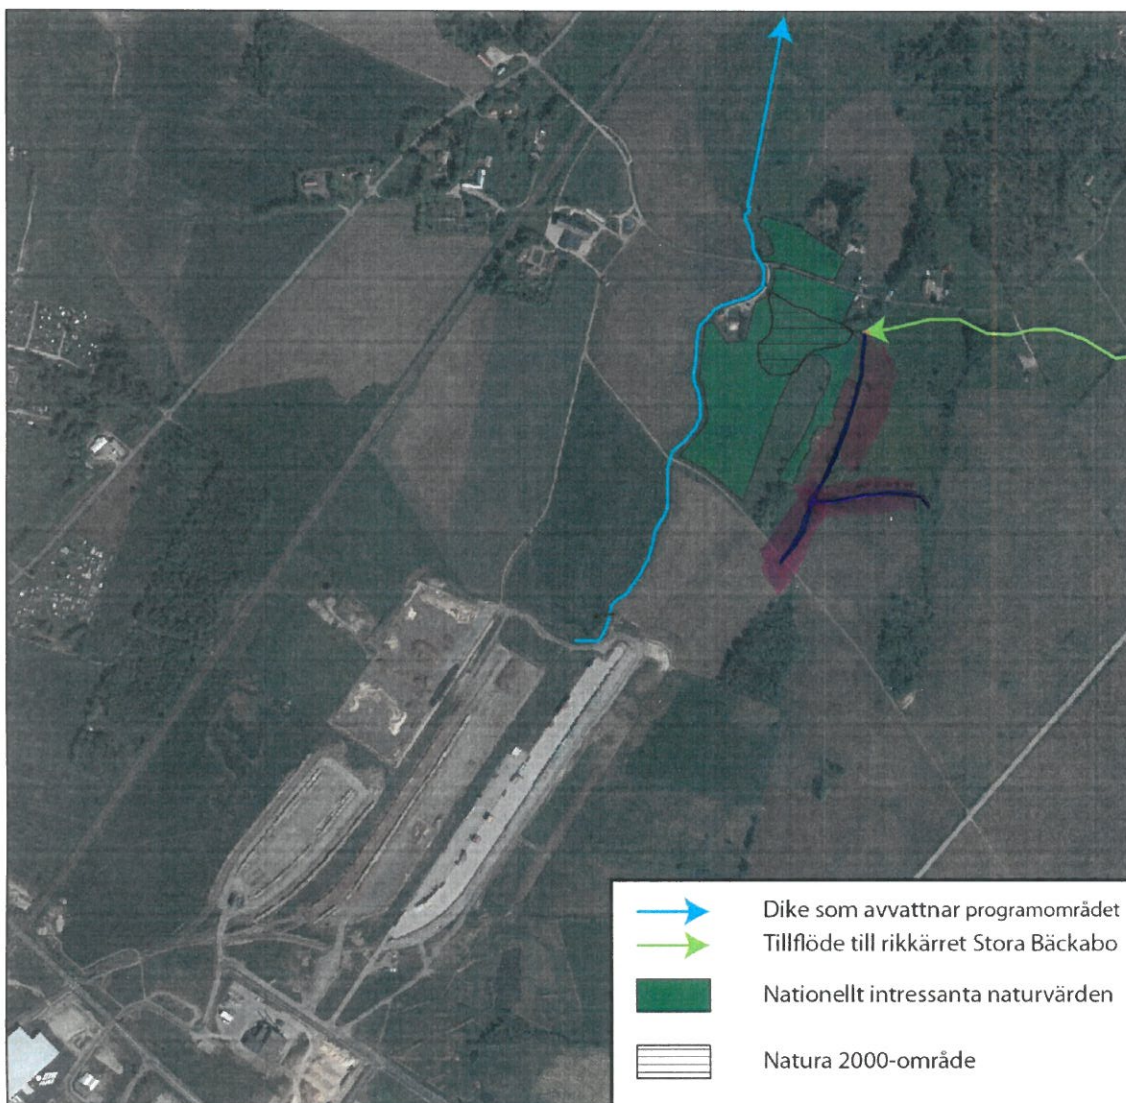 Dike som avvattnar programområdet
Tillflöde till rikkärret Stora Bäckabo
Nationellt intressanta naturvärden
Natura 2000-område